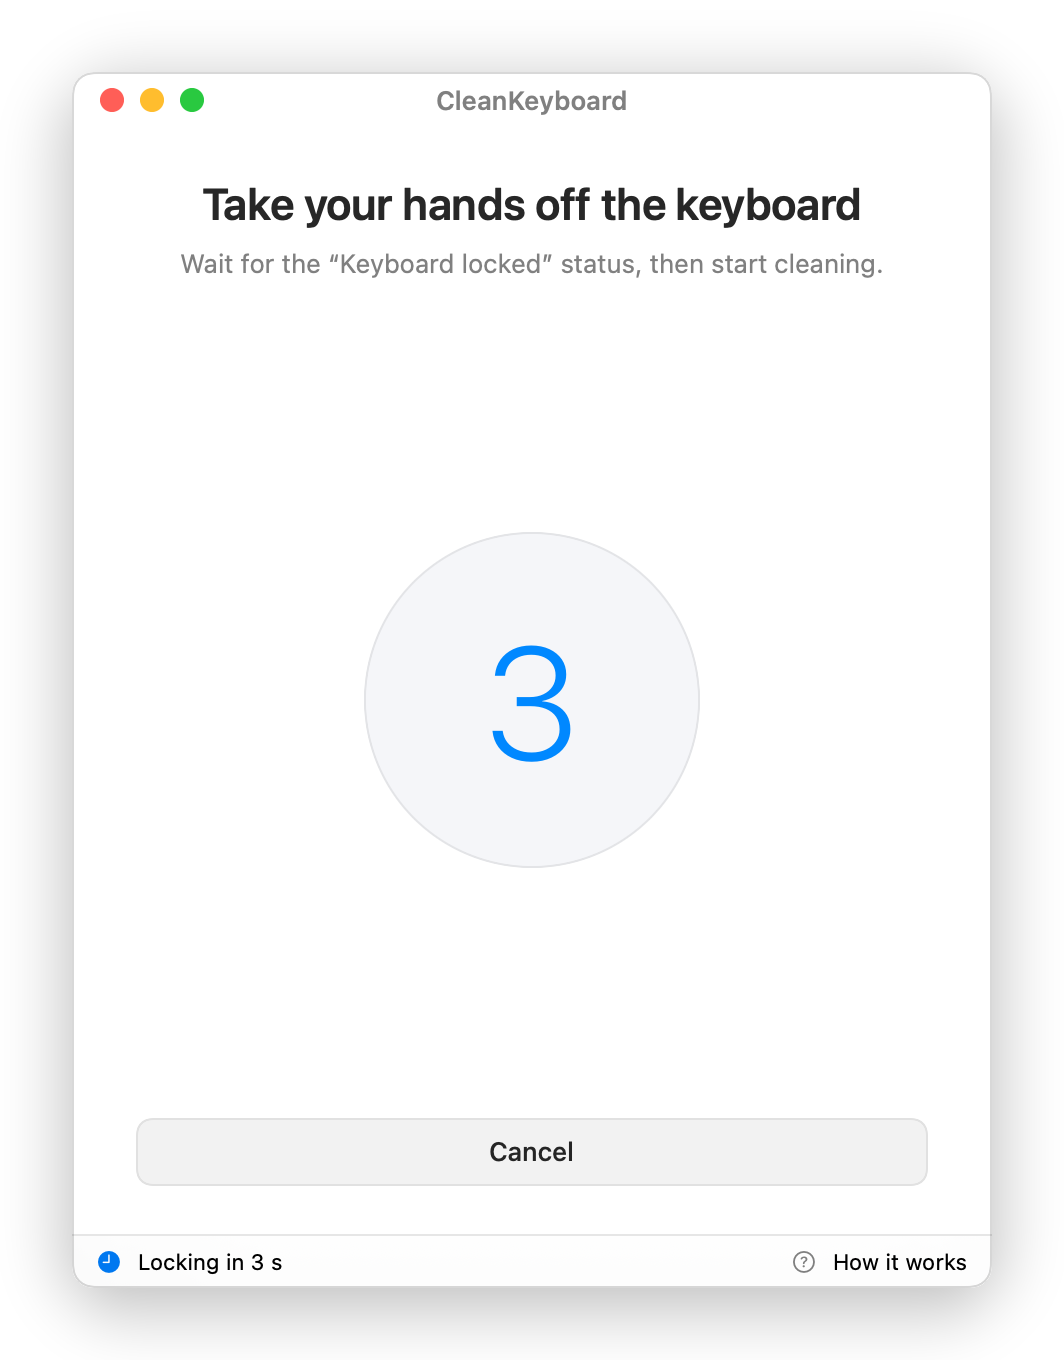 CleanKeyboard
Take your hands off the keyboard
Wait for the “Keyboard locked” status, then start cleaning.
3
Cancel
Locking in 3 s
? How it works